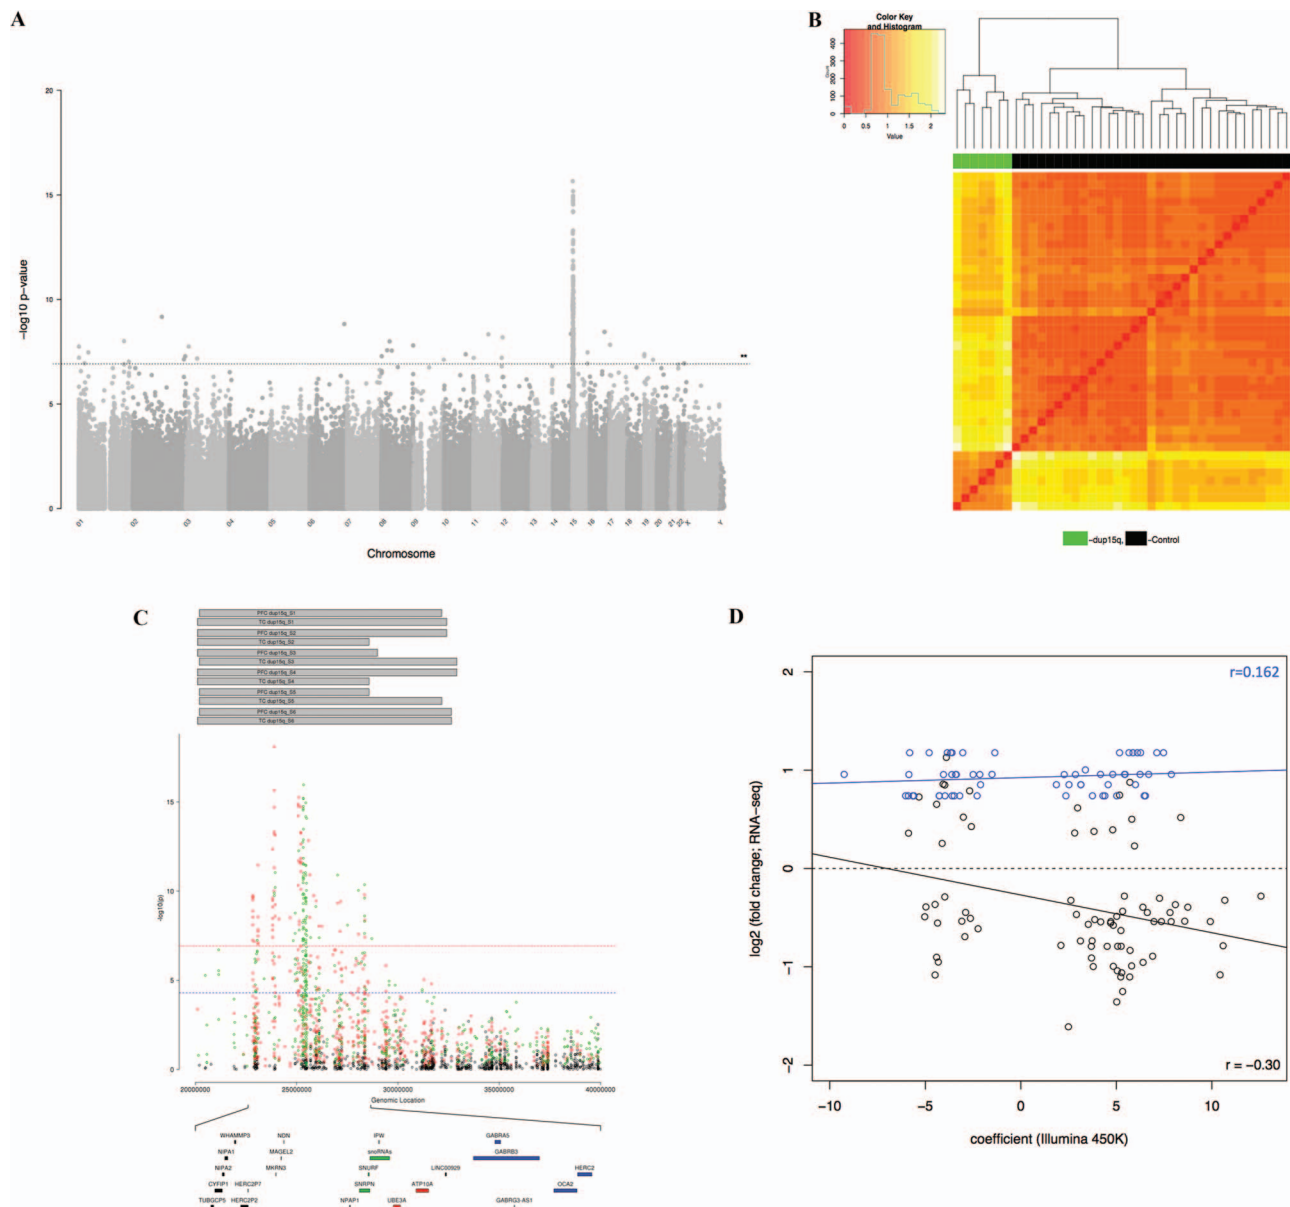 A
20
15
10
5
0
−log10 p−value
**
01
02
03
04
05
06
07
08
09
10
11
12
13
14
15
16
17
18
19
20
21
22
X
Y
Chromosome
B
Color Key
and Histogram
Count
0 100 200 300 400
0 0.5 1 1.5 2
Value
-dup15q, -Control
C
PFC dup15q_S1
TC dup15q_S1
PFC dup15q_S2
TC dup15q_S2
PFC dup15q_S3
TC dup15q_S3
PFC dup15q_S4
TC dup15q_S4
PFC dup15q_S5
TC dup15q_S5
PFC dup15q_S6
TC dup15q_S6
-log10(p)
15
10
5
0
20000000 25000000 30000000 35000000 40000000
Genomic Location
WHAMMP3 NDN IPW GABRA5
NIPA1 MAGEL2 snoRNAs GABRB3
NIPA2 MKRN3 SNURF LINC00929 HERC2
CYFIP1 HERC2P7 SNRPN ATP10A OCA2
TUBGCP5 HERC2P2 NPAP1 UBE3A GABRG3-AS1
D
r=0.162
log2 (fold change; RNA−seq)
2
1
0
−1
−2
r = −0.30
−10 −5 0 5 10
coefficient (Illumina 450K)